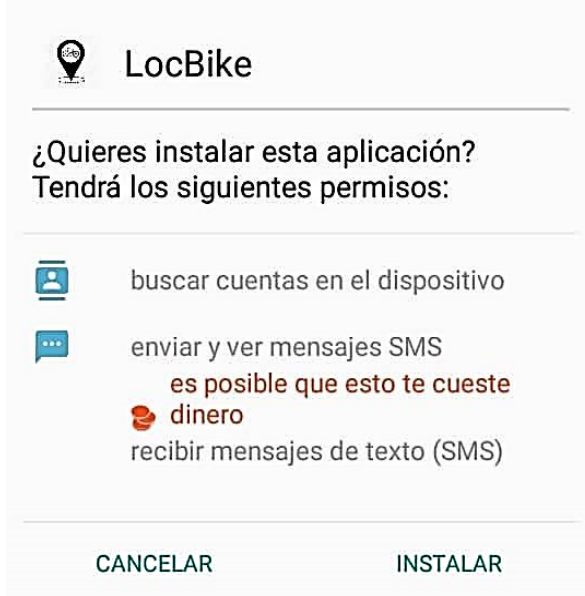 LocBike
¿Quieres instalar esta aplicación?
Tendrá los siguientes permisos:
buscar cuentas en el dispositivo
enviar y ver mensajes SMS
es posible que esto te cueste
dinero
recibir mensajes de texto (SMS)
CANCELAR INSTALAR